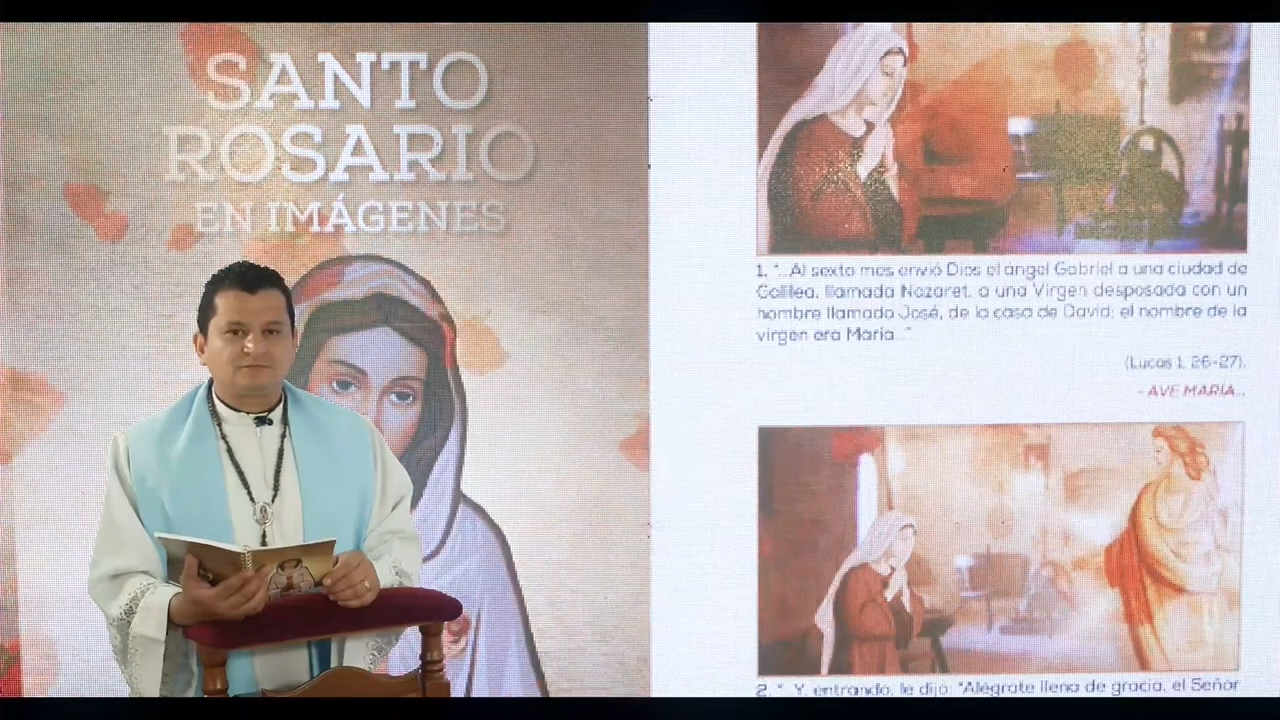 SANTO
ROSARIO
EN IMÁGENES
1. "...Al sexto mes envió Dios el ángel Gabriel a una ciudad de
Galilea, llamada Nazaret, a una Virgen desposada con un
hombre llamado José, de la casa de David; el nombre de la
virgen era María..."
(Lucas 1, 26-27).
- AVE MARÍA...
2. " Y, entrando, le dijo: "Alégrate llena de gracia, el Señor